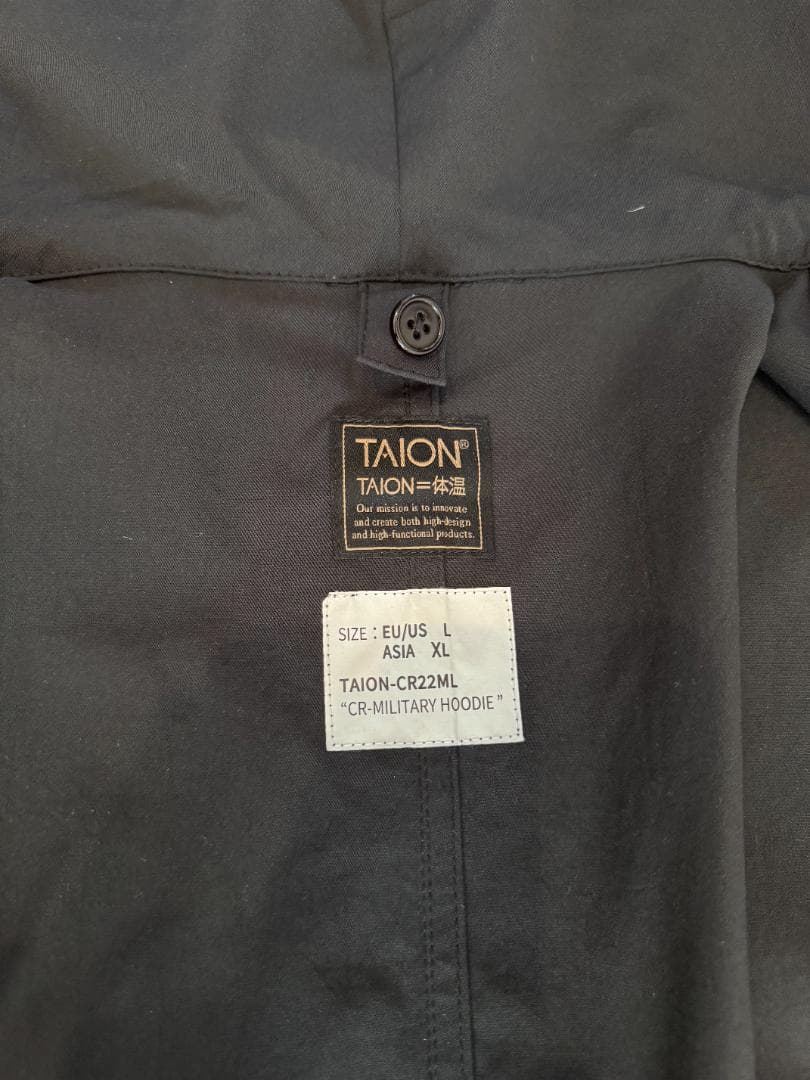 TAION®
TAION=体温
Our mission is to innovate
and create both high-design
and high-functional products.
SIZE : EU/US L
ASIA XL
TAION-CR22ML
“CR-MILITARY HOODIE”